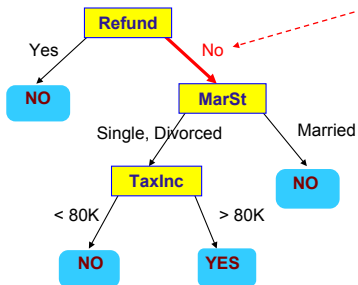 Refund
Yes
No
NO
MarSt
Single, Divorced
Married
TaxInc
NO
< 80K
> 80K
NO
YES